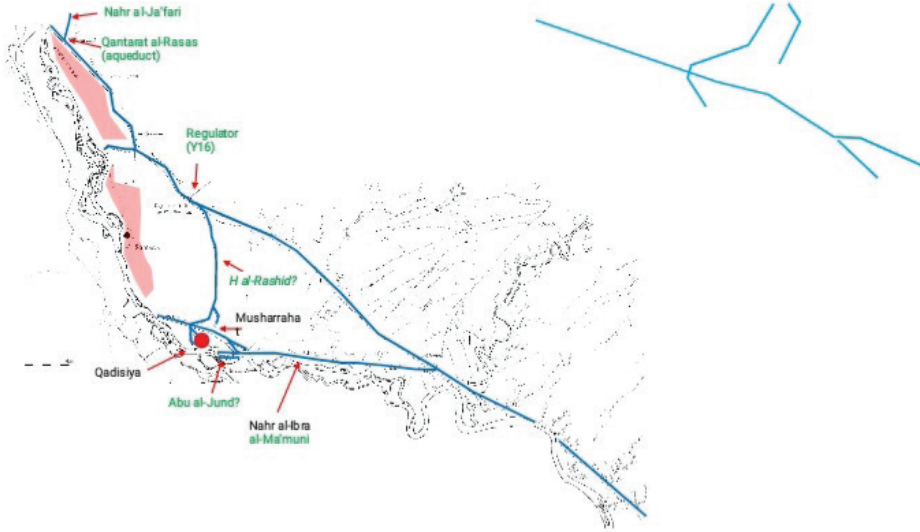 Nahr al-Ja'fari
Qantarat al-Rasas
(aqueduct)
Regulator
(Y16)
H al-Rashid?
Musharraha
Qadisiya
Abu al-Jund?
Nahr al-Ibra
al-Ma'muni